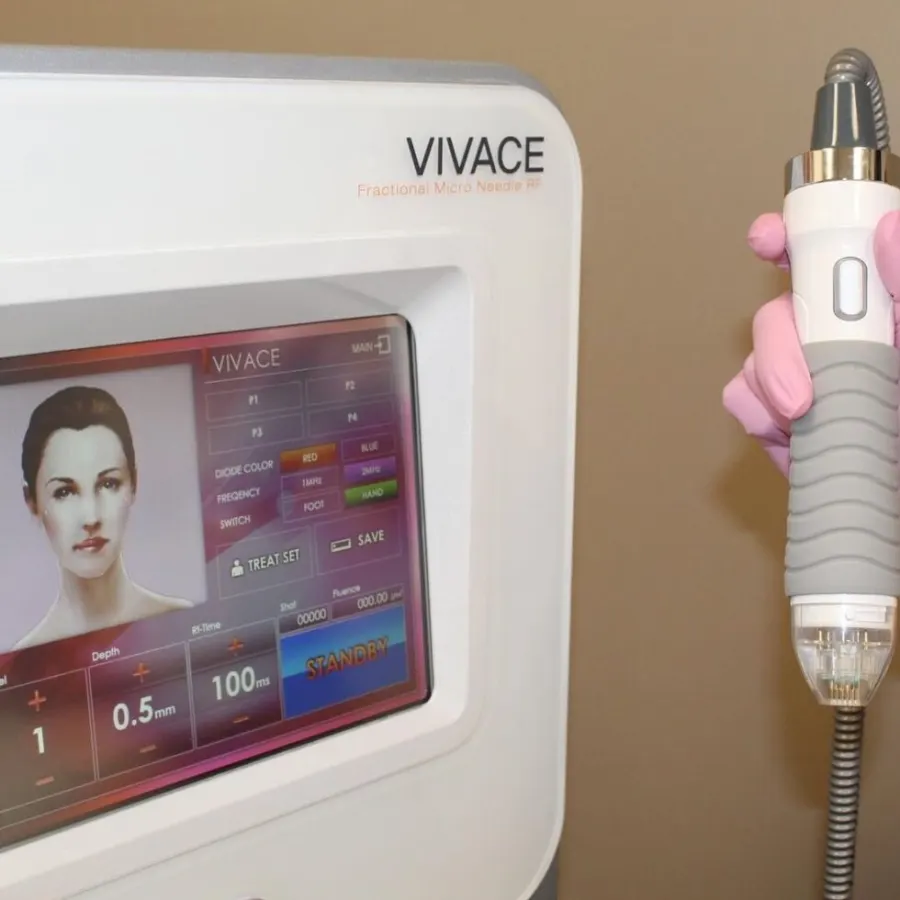 VIVACE
Fractional Micro Needle RF
VIVACE
MAIN
P1
P2
P3
P4
DIODE COLOR
RED
BLUE
FREQENCY
1MHz
2MHz
SWITCH
FOOT
HAND
TREAT SET
SAVE
Depth
Rf-Time
Shot
Fluence
00000
000.00
+
1
-
+
0.5mm
-
+
100ms
-
STANDBY